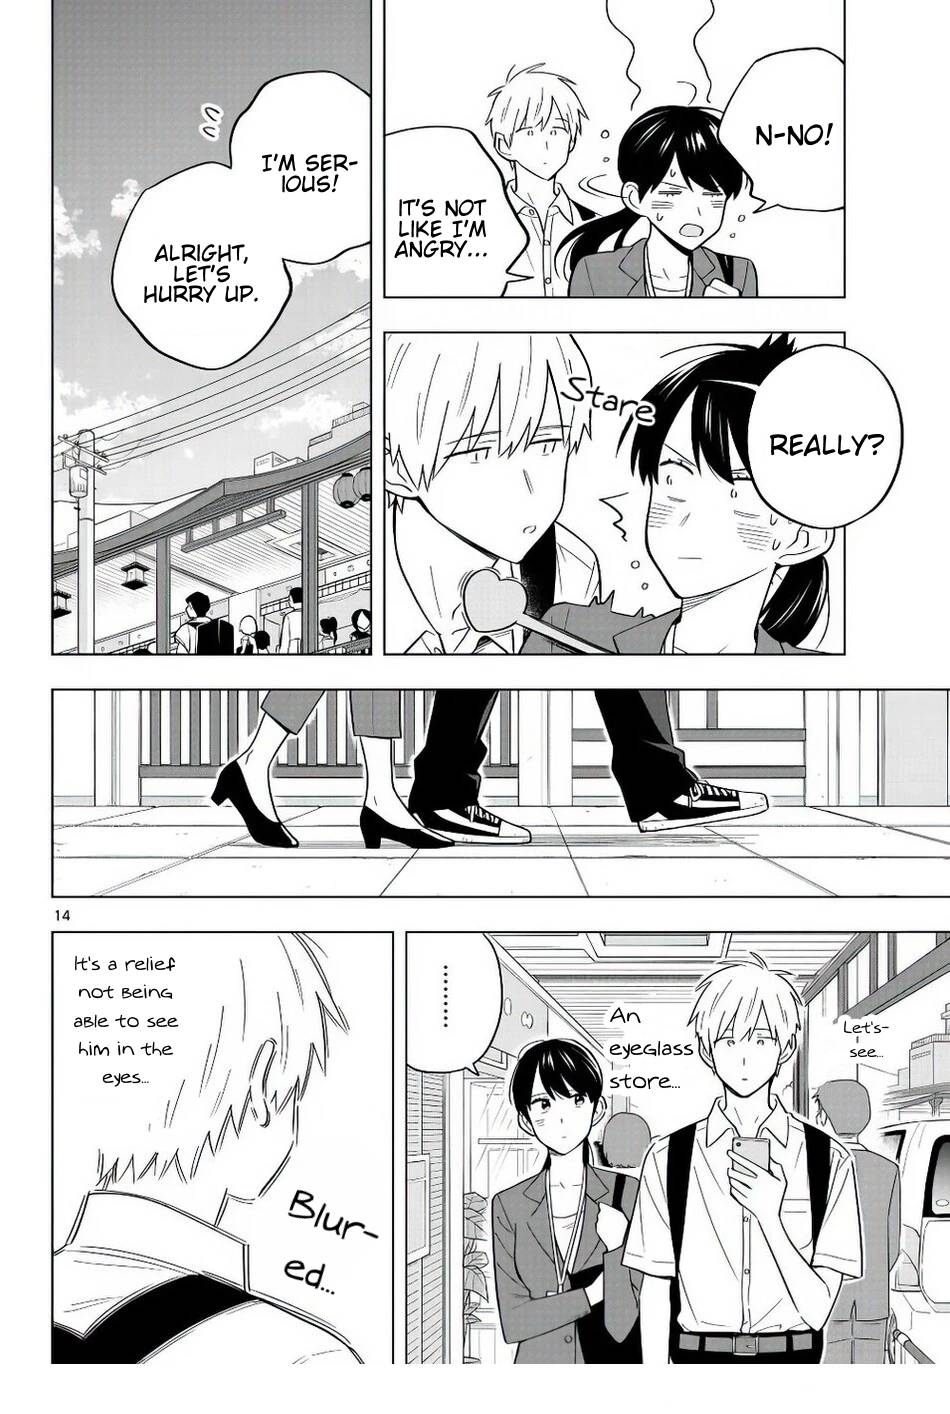 N-NO!
IT'S NOT
LIKE I'M
ANGRY...
REALLY?
Stare
I'M SER-
IOUS!
ALRIGHT,
LET'S
HURRY UP.
14
Let's-
see...
An
eyeglass
store...
.........
It's a relief
not being
able to see
him in the
eyes...
Blur-
ed...